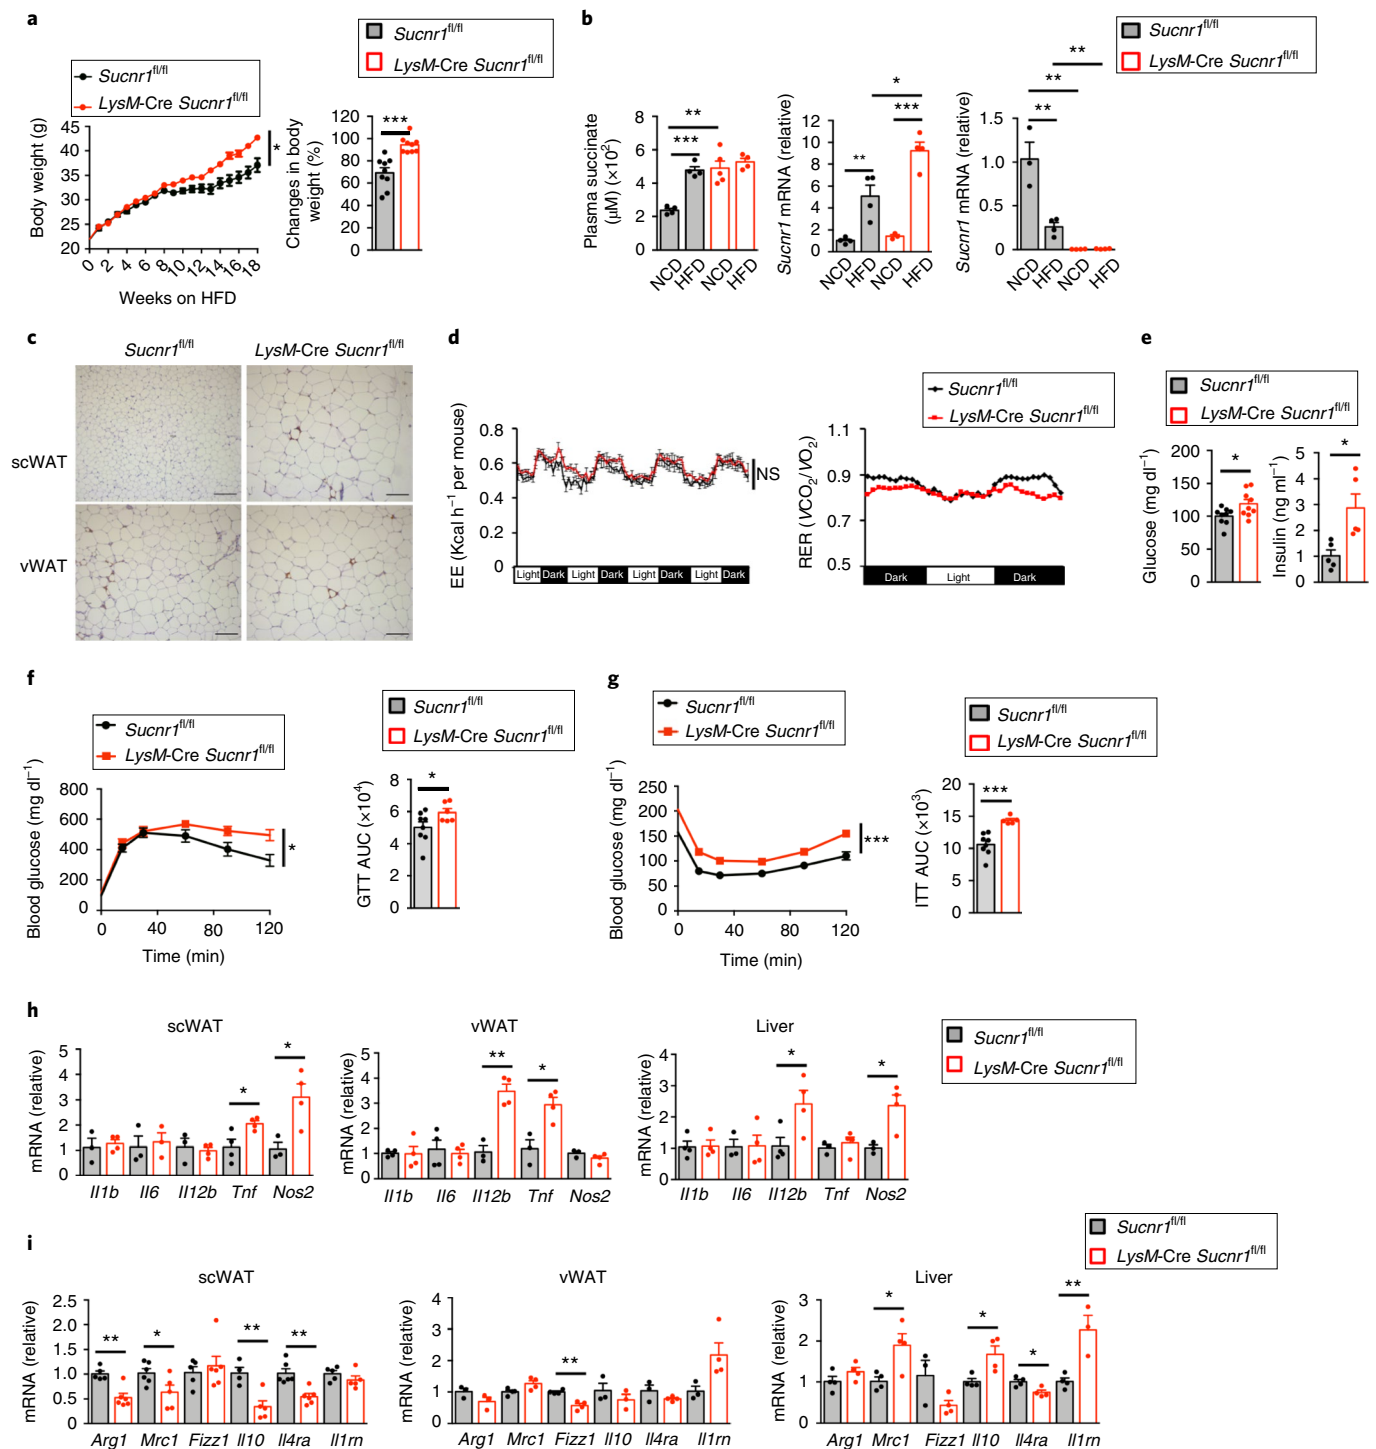 a
Sucnr1fl/fl
LysM-Cre Sucnr1fl/fl
Sucnr1fl/fl
LysM-Cre Sucnr1fl/fl
Body weight (g)
45
40
35
30
25
20
0 2 4 6 8 10 12 14 16 18
Weeks on HFD
*
Changes in body
weight (%)
120
100
80
60
40
20
0
***
b
Sucnr1fl/fl
LysM-Cre Sucnr1fl/fl
Plasma succinate
(μM) (×10²)
8
6
4
2
0
**
***
NCD HFD NCD HFD
Sucnr1 mRNA (relative)
12
10
8
6
4
2
0
*
***
**
NCD HFD NCD HFD
Sucnr1 mRNA (relative)
1.5
1.0
0.5
0
**
**
**
NCD HFD NCD HFD
c
Sucnr1fl/fl LysM-Cre Sucnr1fl/fl
scWAT
vWAT
d
Sucnr1fl/fl
LysM-Cre Sucnr1fl/fl
EE (Kcal h⁻¹ per mouse)
0.8
0.6
0.4
0.2
0
NS
Light Dark Light Dark Light Dark Light Dark
RER (VCO₂/VO₂)
1.1
0.9
0.7
0.5
Dark Light Dark
e
Sucnr1fl/fl
LysM-Cre Sucnr1fl/fl
Glucose (mg dl⁻¹)
200
150
100
50
0
*
Insulin (ng ml⁻¹)
5
4
3
2
1
0
*
f
Sucnr1fl/fl
LysM-Cre Sucnr1fl/fl
Sucnr1fl/fl
LysM-Cre Sucnr1fl/fl
Blood glucose (mg dl⁻¹)
800
600
400
200
0
0 40 80 120
Time (min)
*
GTT AUC (×10⁴)
8
6
4
2
0
*
g
Sucnr1fl/fl
LysM-Cre Sucnr1fl/fl
Sucnr1fl/fl
LysM-Cre Sucnr1fl/fl
Blood glucose (mg dl⁻¹)
250
200
150
100
50
0
0 40 80 120
Time (min)
***
ITT AUC (×10³)
20
15
10
5
0
***
h
Sucnr1fl/fl
LysM-Cre Sucnr1fl/fl
scWAT
mRNA (relative)
5
4
3
2
1
0
*
*
Il1b Il6 Il12b Tnf Nos2
vWAT
mRNA (relative)
5
4
3
2
1
0
**
*
Il1b Il6 Il12b Tnf Nos2
Liver
mRNA (relative)
4
3
2
1
0
*
*
Il1b Il6 Il12b Tnf Nos2
i
Sucnr1fl/fl
LysM-Cre Sucnr1fl/fl
scWAT
mRNA (relative)
2.5
2.0
1.5
1.0
0.5
0
**
*
**
**
Arg1 Mrc1 Fizz1 Il10 Il4ra Il1rn
vWAT
mRNA (relative)
4
3
2
1
0
**
Arg1 Mrc1 Fizz1 Il10 Il4ra Il1rn
Liver
mRNA (relative)
3
2
1
0
*
*
*
**
Arg1 Mrc1 Fizz1 Il10 Il4ra Il1rn